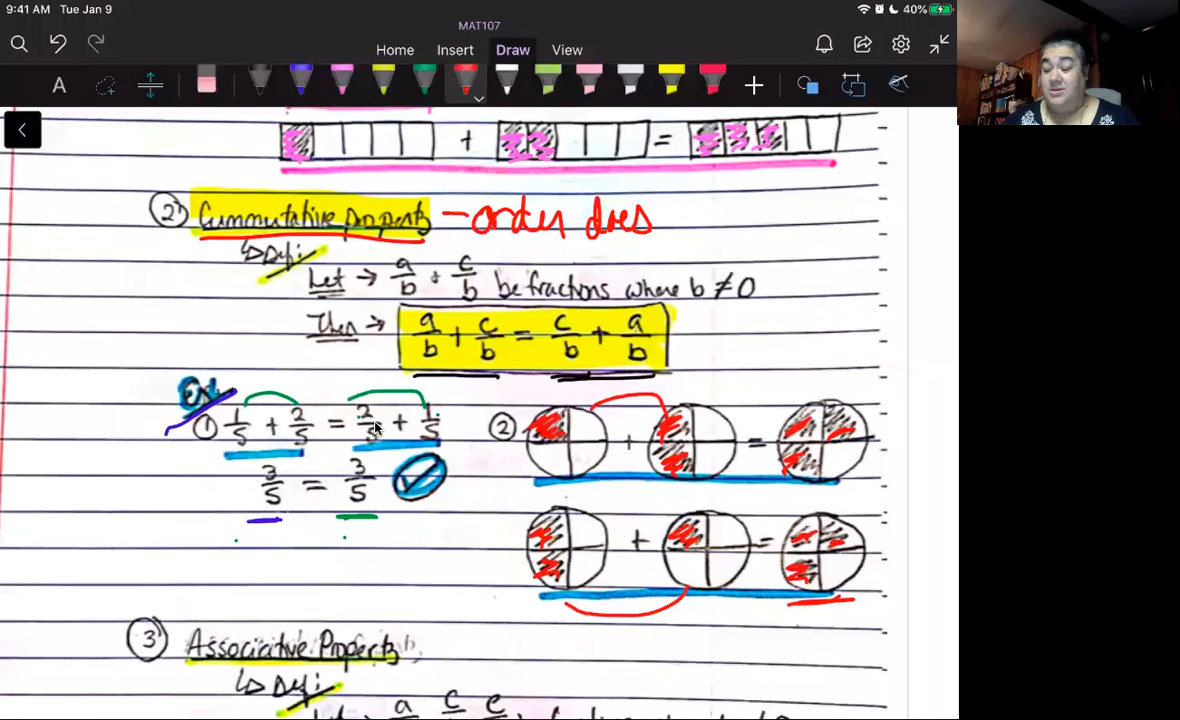 9:41 AM Tue Jan 9
40%
MAT107
Home Insert Draw View
A
+ =
② Commutative property - order does
↳ Def:
Let → a/b + c/b be fractions where b ≠ 0
Then → a/b + c/b = c/b + a/b
Ex:
① 1/5 + 2/5 = 2/5 + 1/5
3/5 = 3/5 ✓
② + =
+ =
③ Associative Property
↳ Def:
Let → a c e